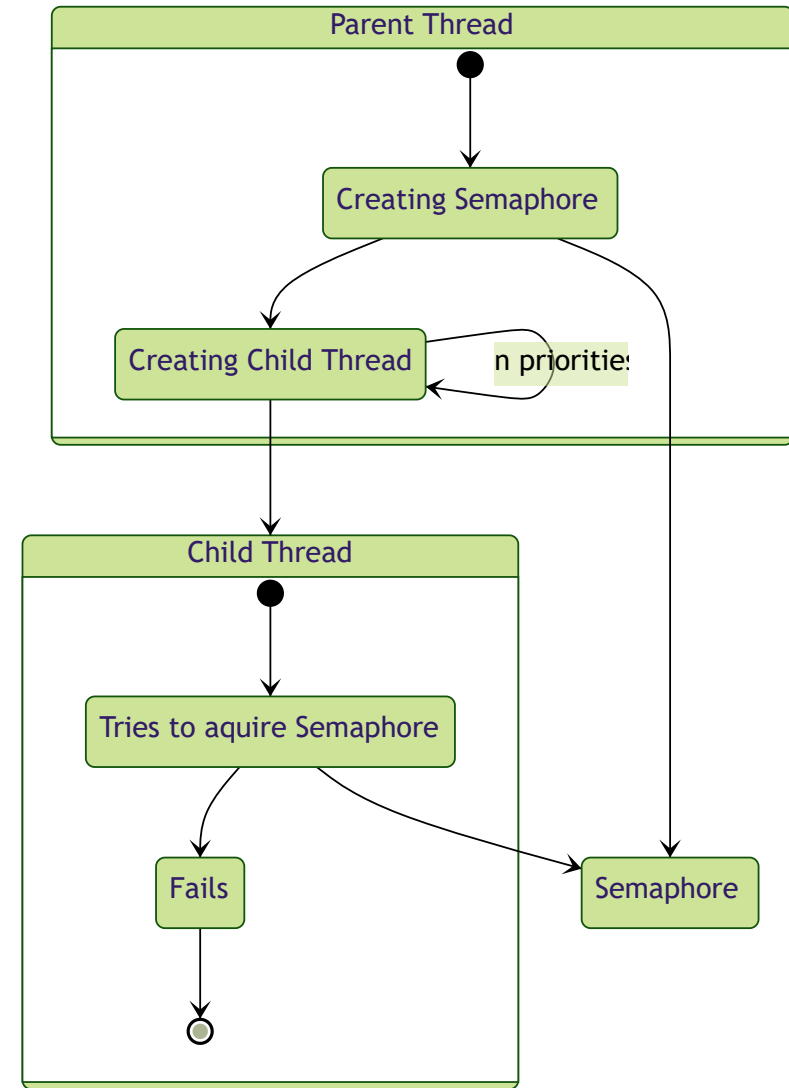 Parent Thread
Creating Semaphore
Creating Child Thread
n priorities
Child Thread
Tries to aquire Semaphore
Fails
Semaphore